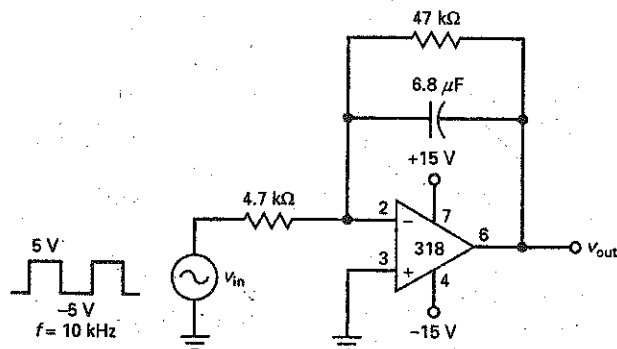 47 kΩ
6.8 μF
+15 V
4.7 kΩ
2
7
−
6
318
3
+
4
v_out
5 V
v_in
−5 V
f = 10 kHz
−15 V